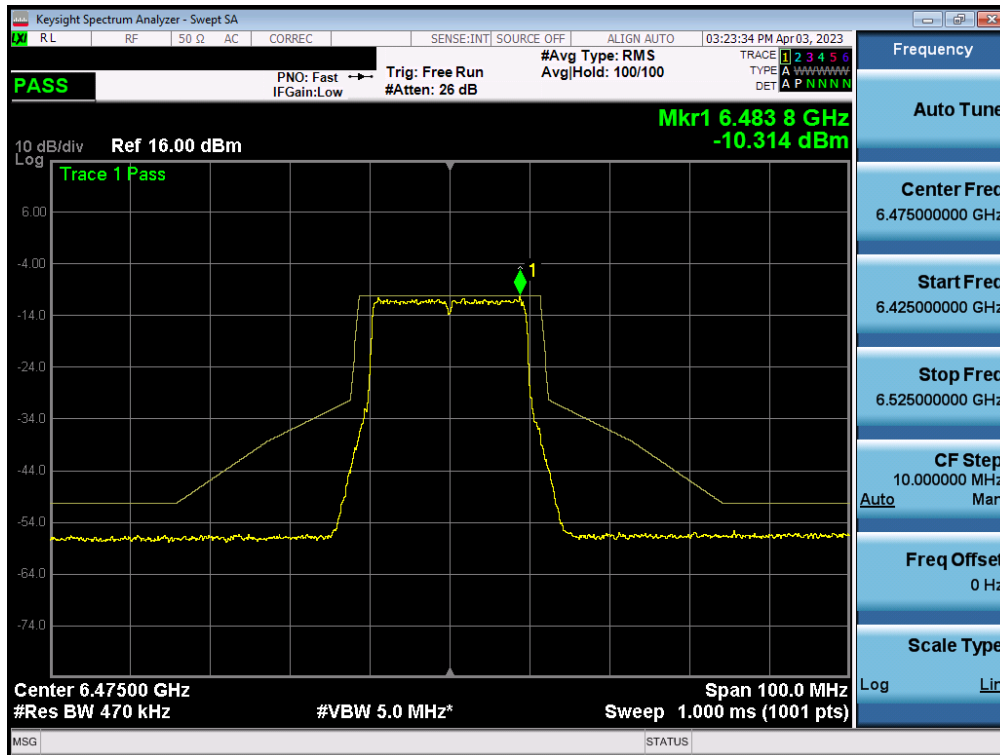 Keysight Spectrum Analyzer - Swept SA
LXI RL RF 50 Ω AC CORREC SENSE:INT SOURCE OFF ALIGN AUTO 03:23:34 PM Apr 03, 2023
PASS
PNO: Fast
IFGain:Low
Trig: Free Run
#Atten: 26 dB
#Avg Type: RMS
Avg|Hold: 100/100
TRACE 1 2 3 4 5 6
TYPE A WWWWW
DET A P N N N N
Mkr1 6.483 8 GHz
-10.314 dBm
10 dB/div Ref 16.00 dBm
Log
Trace 1 Pass
1
6.00
-4.00
-14.0
-24.0
-34.0
-44.0
-54.0
-64.0
-74.0
Center 6.47500 GHz Span 100.0 MHz
#Res BW 470 kHz #VBW 5.0 MHz* Sweep 1.000 ms (1001 pts)
MSG STATUS
Frequency
Auto Tune
Center Freq
6.475000000 GHz
Start Freq
6.425000000 GHz
Stop Freq
6.525000000 GHz
CF Step
10.000000 MHz
Auto Man
Freq Offset
0 Hz
Scale Type
Log Lin